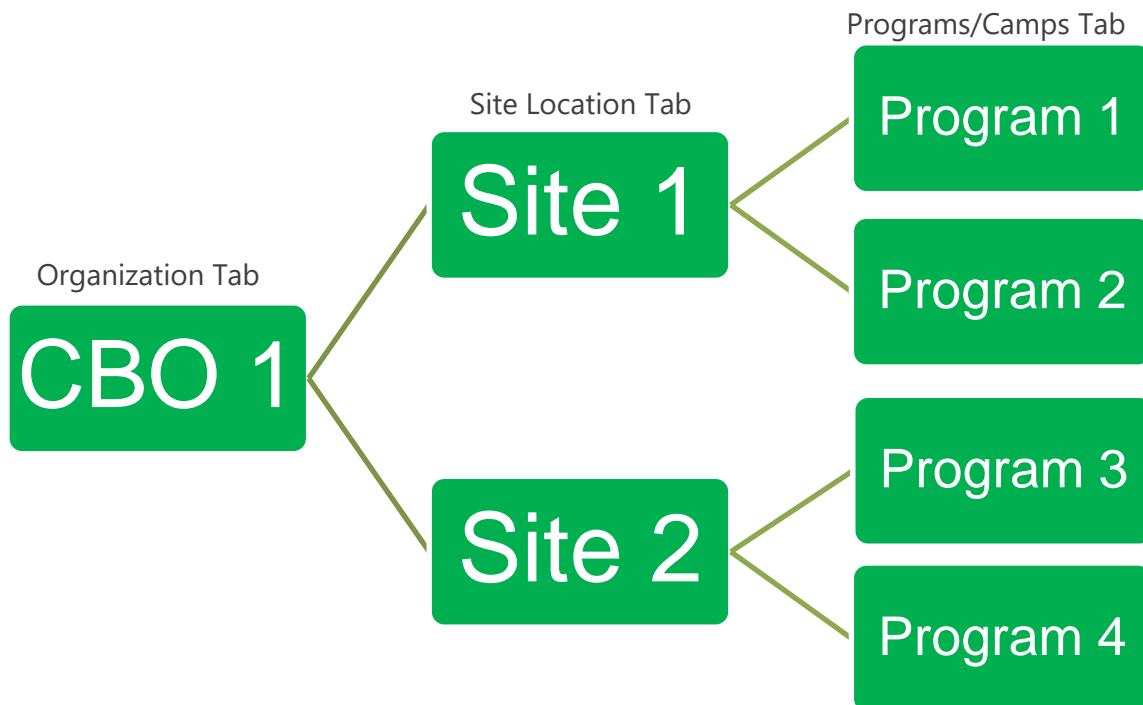 Programs/Camps Tab
Program 1
Site Location Tab
Site 1
Program 2
Organization Tab
CBO 1
Program 3
Site 2
Program 4